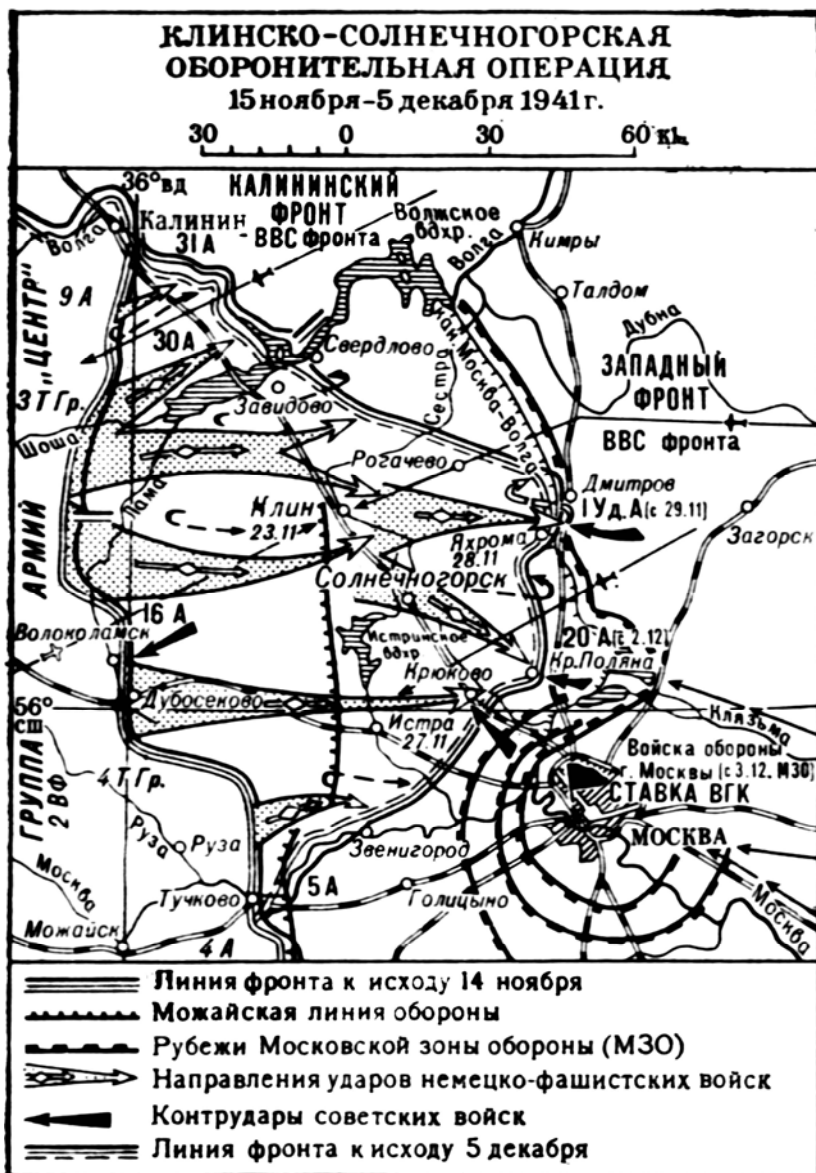 КЛИНСКО-СОЛНЕЧНОГОРСКАЯ
ОБОРОНИТЕЛЬНАЯ ОПЕРАЦИЯ
15 ноября-5 декабря 1941 г.
30 0 30 60 км
36° вд
КАЛИНИНСКИЙ
ФРОНТ
ВВС фронта
Калинин
31 А
Волга
Волжское
вдхр.
Волга
Кимры
Талдом
Дубна
9 А
30 А
"ЦЕНТР"
3 Т Гр.
Свердлово
Сестра
Кан. Москва-Волга
ЗАПАДНЫЙ
ФРОНТ
ВВС фронта
Завидово
Шоша
Рогачево
Лама
Клин
23.11
Дмитров
1 Уд. А (с 29.11)
Загорск
Яхрома
28.11
АРМИЙ
Солнечногорск
16 А
Волоколамск
Истринское
вдхр.
20 А (с 2.12)
Кр. Поляна
Крюково
Дубосеково
56°
сш
Истра
27.11
Клязьма
Войска обороны
г. Москвы (с 3.12. МЗО)
СТАВКА ВГК
МОСКВА
ГРУППА
2 ВФ
4 Т Гр.
Руза
Руза
Звенигород
Москва
5 А
Тучково
Голицыно
Можайск
4 А
Москва
Линия фронта к исходу 14 ноября
Можайская линия обороны
Рубежи Московской зоны обороны (МЗО)
Направления ударов немецко-фашистских войск
Контрудары советских войск
Линия фронта к исходу 5 декабря